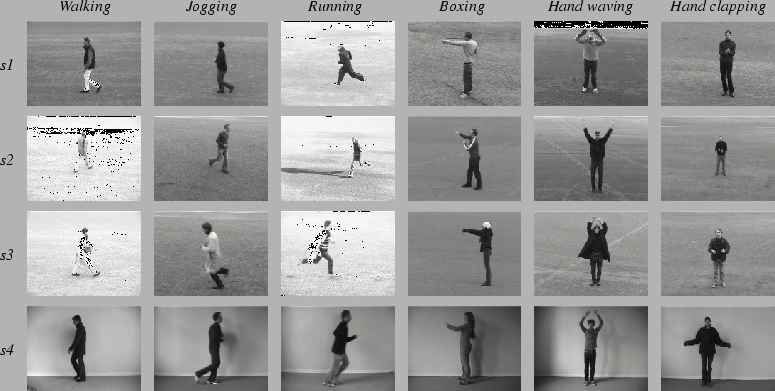 Walking Jogging Running Boxing Hand waving Hand clapping
s1
s2
s3
s4